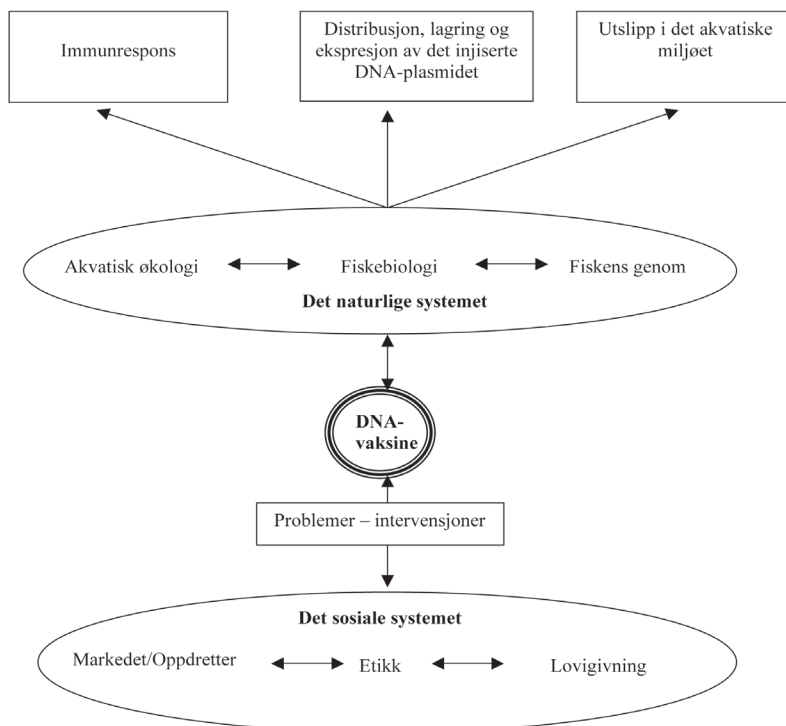 Immunrespons
Distribusjon, lagring og
ekspresjon av det injiserte
DNA-plasmidet
Utslipp i det akvatiske
miljøet
Akvatisk økologi
Fiskebiologi
Fiskens genom
Det naturlige systemet
DNA-
vaksine
Problemer – intervensjoner
Det sosiale systemet
Markedet/Oppdretter
Etikk
Lovigivning